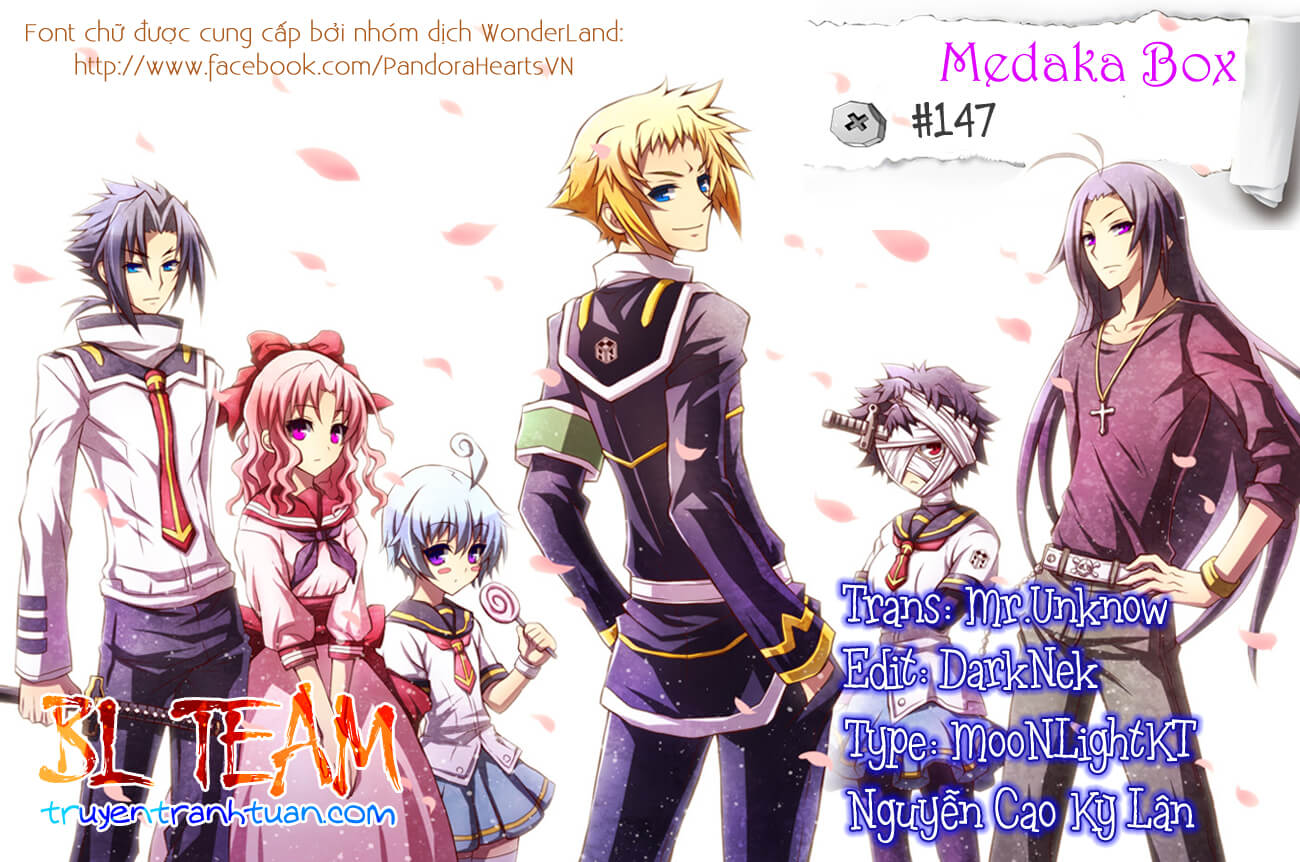 Font chữ được cung cấp bởi nhóm dịch WonderLand:
http://www.facebook.com/PandoraHeartsVN
Medaka Box
#147
Trans: Mr.Unknow
Edit: DarkNek
Type: MooNLightKT
Nguyễn Cao Kỳ Lân
BL TEAM
truyentranhtuan.com